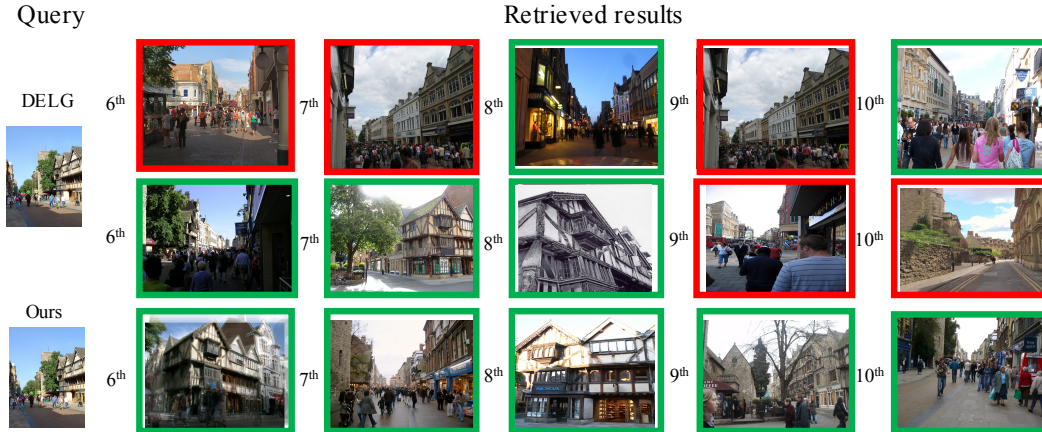 Query Retrieved results
DELG 6th 7th 8th 9th 10th
6th 7th 8th 9th 10th
Ours
6th 7th 8th 9th 10th